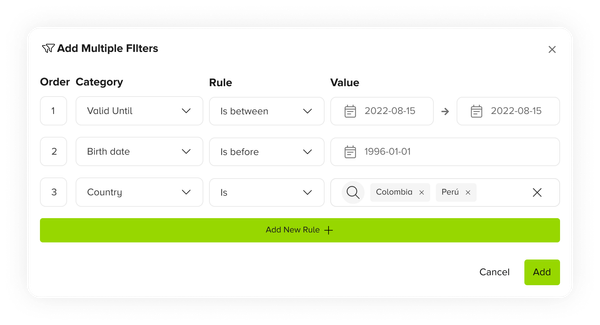 Add Multiple FIlters
Order Category Rule Value
1 Valid Until Is between 2022-08-15 → 2022-08-15
2 Birth date Is before 1996-01-01
3 Country Is Colombia × Perú ×
Add New Rule +
Cancel Add